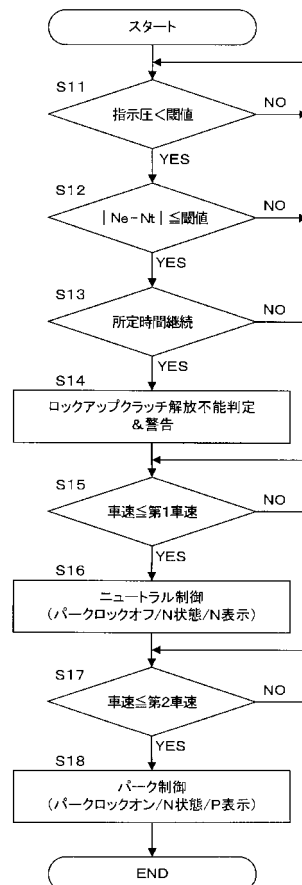 スタート
S11
指示圧＜閾値
NO
YES
S12
｜Ne－Nt｜≦閾値
NO
YES
S13
所定時間継続
NO
YES
S14
ロックアップクラッチ解放不能判定
&警告
S15
車速≦第1車速
NO
YES
S16
ニュートラル制御
(パークロックオフ/N状態/N表示)
S17
車速≦第2車速
NO
YES
S18
パーク制御
(パークロックオン/N状態/P表示)
END